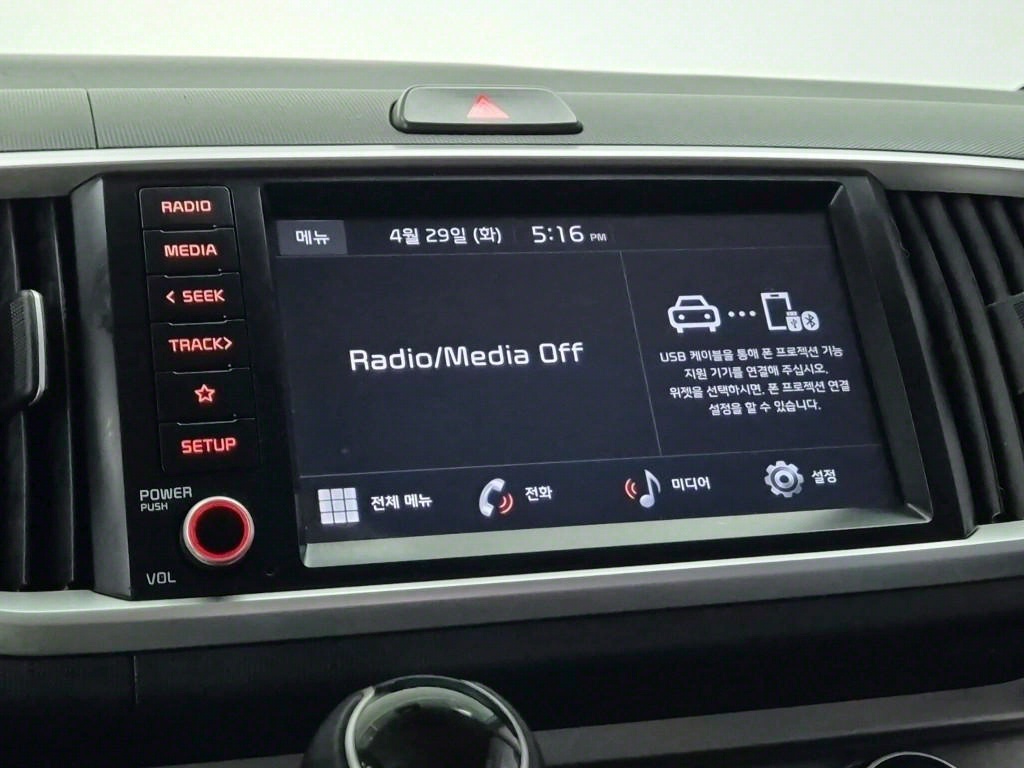 RADIO
MEDIA
< SEEK
TRACK>
SETUP
POWER
PUSH
VOL
메뉴
4월 29일 (화)
5:16 PM
Radio/Media Off
USB 케이블을 통해 폰 프로젝션 기능
지원 기기를 연결해 주십시오.
위젯을 선택하시면, 폰 프로젝션 연결
설정을 할 수 있습니다.
전체 메뉴
전화
미디어
설정